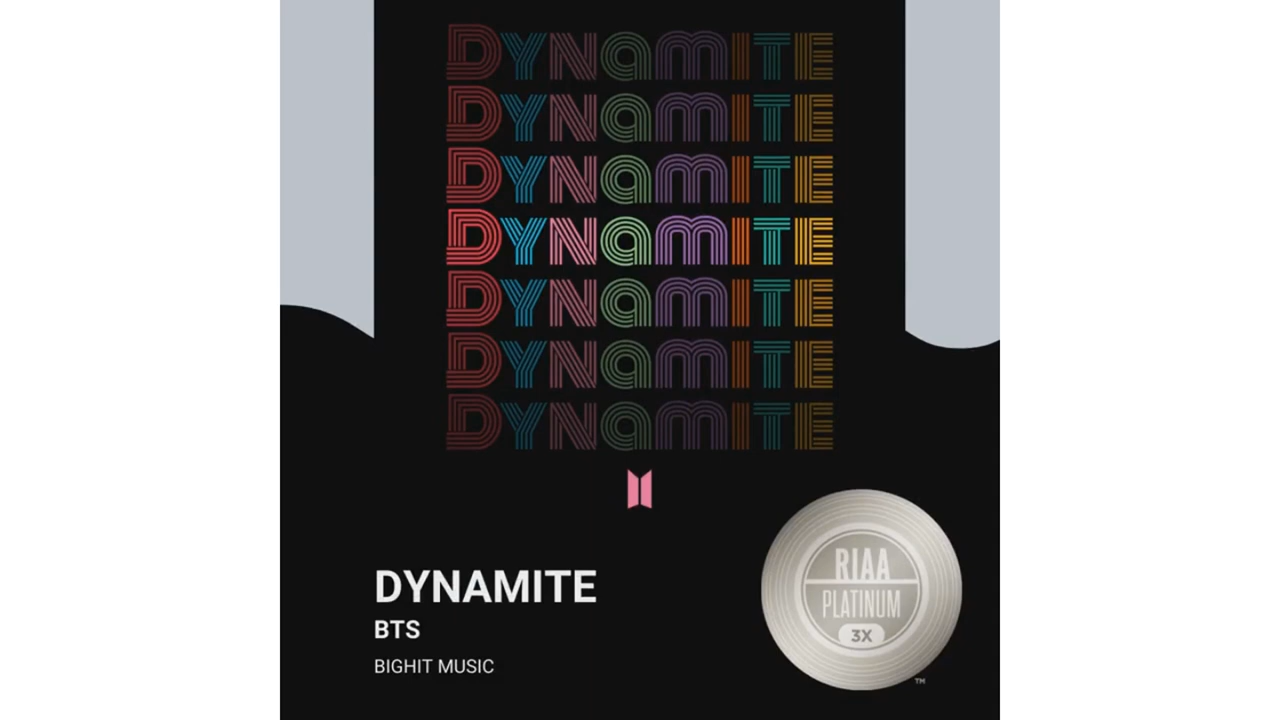 DYNAMITE
DYNAMITE
DYNAMITE
DYNAMITE
DYNAMITE
DYNAMITE
DYNAMITE
DYNAMITE
BTS
BIGHIT MUSIC
RIAA
PLATINUM
3X
TM